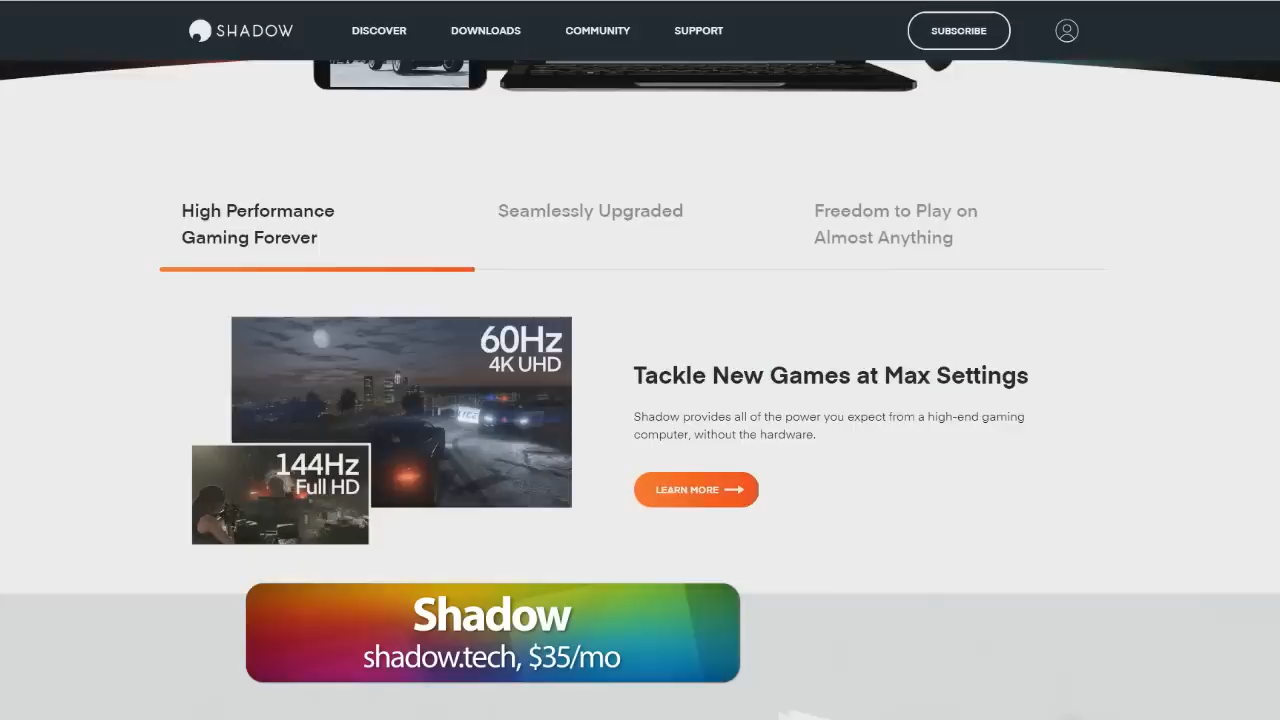 SHADOW
DISCOVER
DOWNLOADS
COMMUNITY
SUPPORT
SUBSCRIBE
High Performance
Gaming Forever
Seamlessly Upgraded
Freedom to Play on
Almost Anything
60Hz
4K UHD
144Hz
Full HD
Tackle New Games at Max Settings
Shadow provides all of the power you expect from a high-end gaming
computer, without the hardware.
LEARN MORE
Shadow
shadow.tech, $35/mo